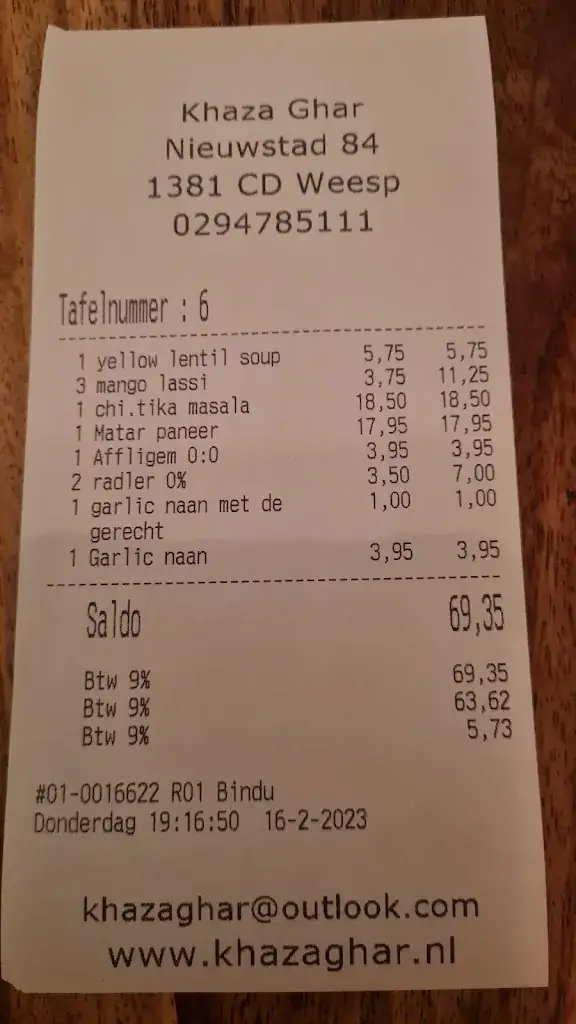 Khaza Ghar
Nieuwstad 84
1381 CD Weesp
0294785111
Tafelnummer : 6
1 yellow lentil soup 5,75 5,75
3 mango lassi 3,75 11,25
1 chi.tika masala 18,50 18,50
1 Matar paneer 17,95 17,95
1 Affligem 0:0 3,95 3,95
2 radler 0% 3,50 7,00
1 garlic naan met de 1,00 1,00
gerecht
1 Garlic naan 3,95 3,95
Saldo 69,35
Btw 9% 69,35
Btw 9% 63,62
Btw 9% 5,73
#01-0016622 R01 Bindu
Donderdag 19:16:50 16-2-2023
khazaghar@outlook.com
www.khazaghar.nl